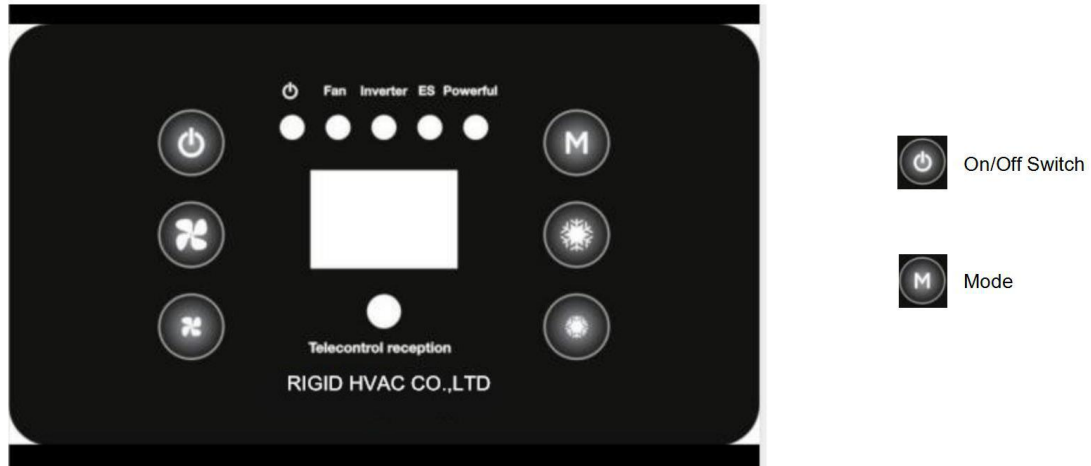 Fan Inverter ES Powerful
M
Telecontrol reception
RIGID HVAC CO.,LTD
On/Off Switch
M Mode